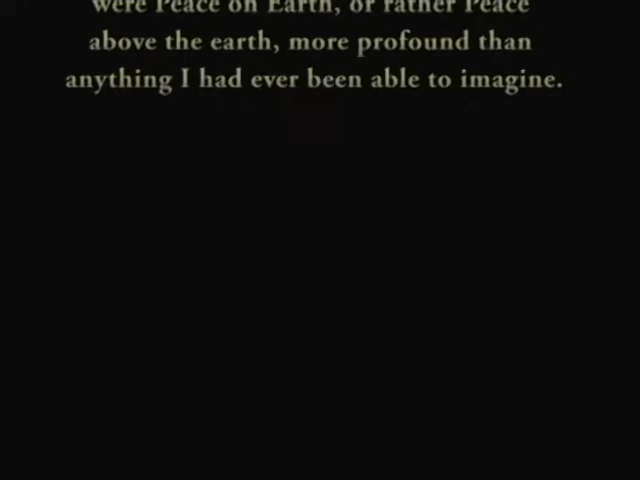 were Peace on Earth, or rather Peace
above the earth, more profound than
anything I had ever been able to imagine.